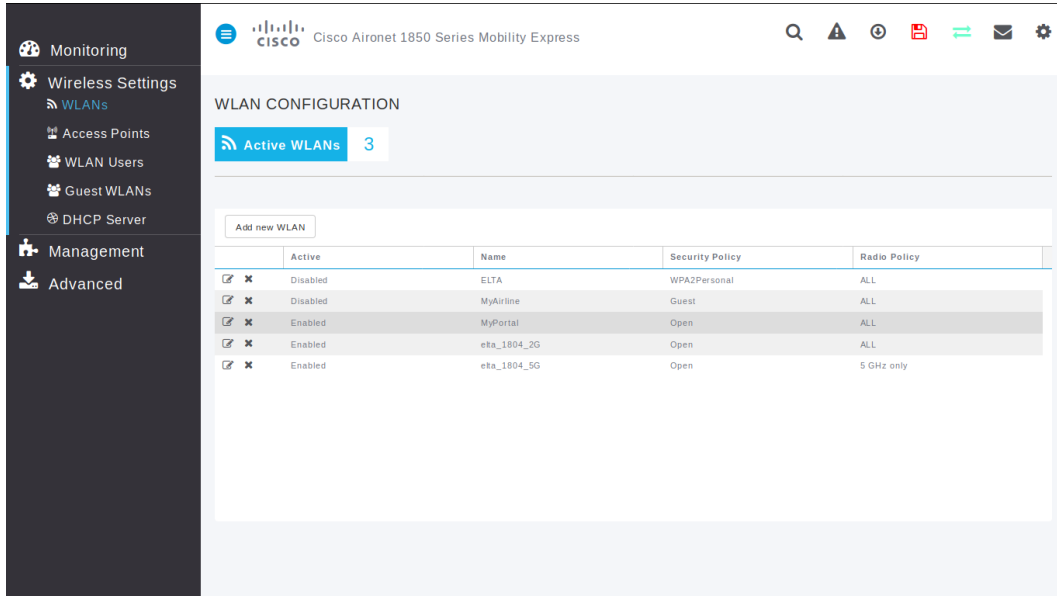 Monitoring
Wireless Settings
WLANs
Access Points
WLAN Users
Guest WLANs
DHCP Server
Management
Advanced
CISCO Cisco Aironet 1850 Series Mobility Express
WLAN CONFIGURATION
Active WLANs 3
Add new WLAN
Active Name Security Policy Radio Policy
Disabled ELTA WPA2Personal ALL
Disabled MyAirline Guest ALL
Enabled MyPortal Open ALL
Enabled elta_1804_2G Open ALL
Enabled elta_1804_5G Open 5 GHz only